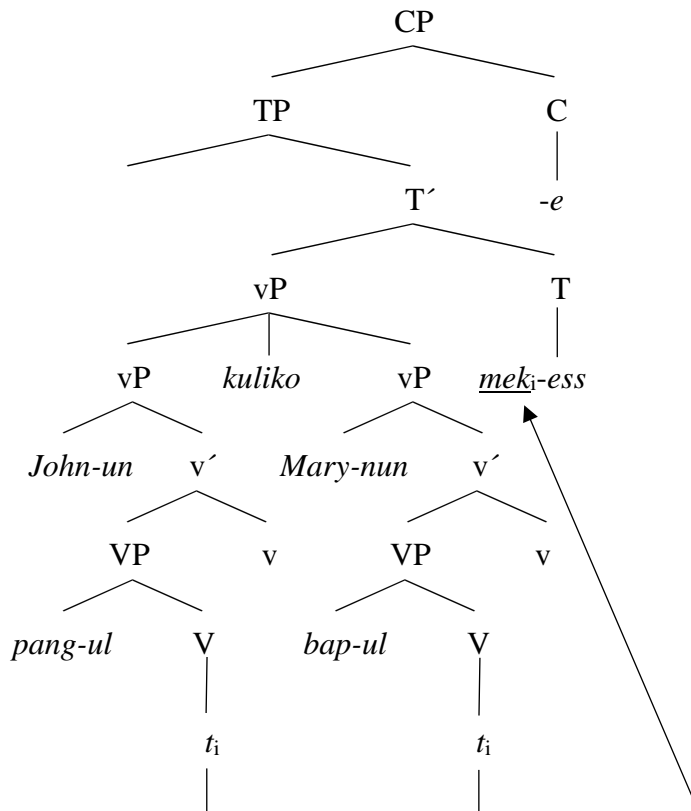 CP
TP C
T´ -e
vP T
vP kuliko vP mekᵢ-ess
John-un v´ Mary-nun v´
VP v VP v
pang-ul V bap-ul V
tᵢ tᵢ